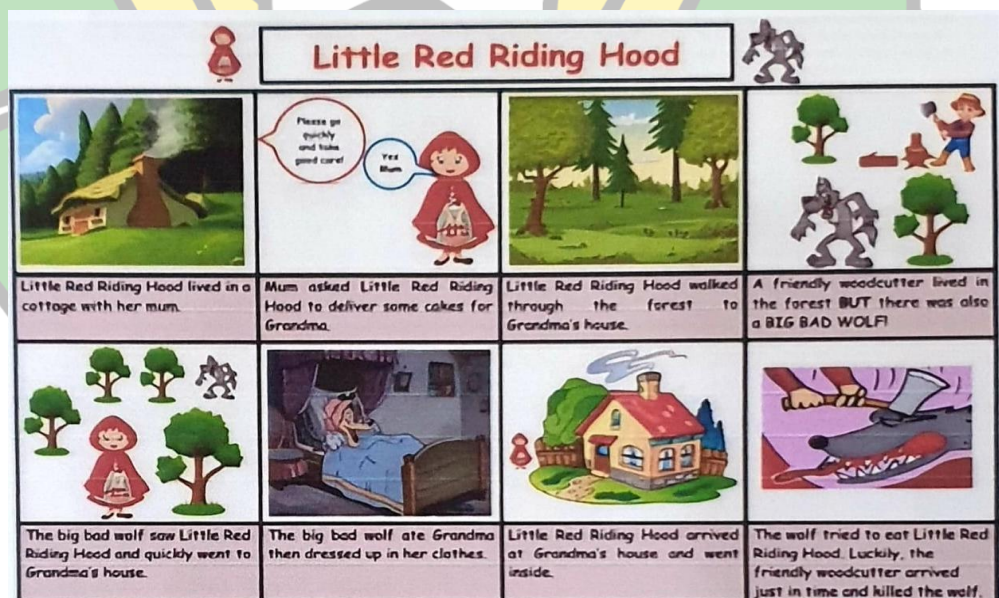 Little Red Riding Hood
Please go
quickly
and take
good care!
Yes
Mum
Little Red Riding Hood lived in a
cottage with her mum.
Mum asked Little Red Riding
Hood to deliver some cakes for
Grandma.
Little Red Riding Hood walked
through the forest to
Grandma's house.
A friendly woodcutter lived in
the forest BUT there was also
a BIG BAD WOLF!
The big bad wolf saw Little Red
Riding Hood and quickly went to
Grandma's house.
The big bad wolf ate Grandma
then dressed up in her clothes.
Little Red Riding Hood arrived
at Grandma's house and went
inside.
The wolf tried to eat Little Red
Riding Hood. Luckily, the
friendly woodcutter arrived
just in time and killed the wolf.